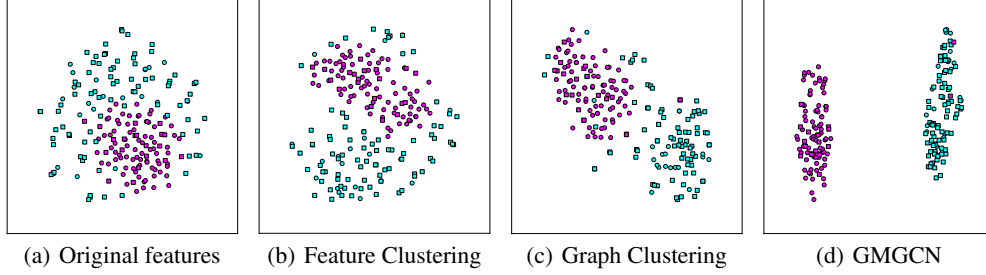 (a) Original features
(b) Feature Clustering
(c) Graph Clustering
(d) GMGCN